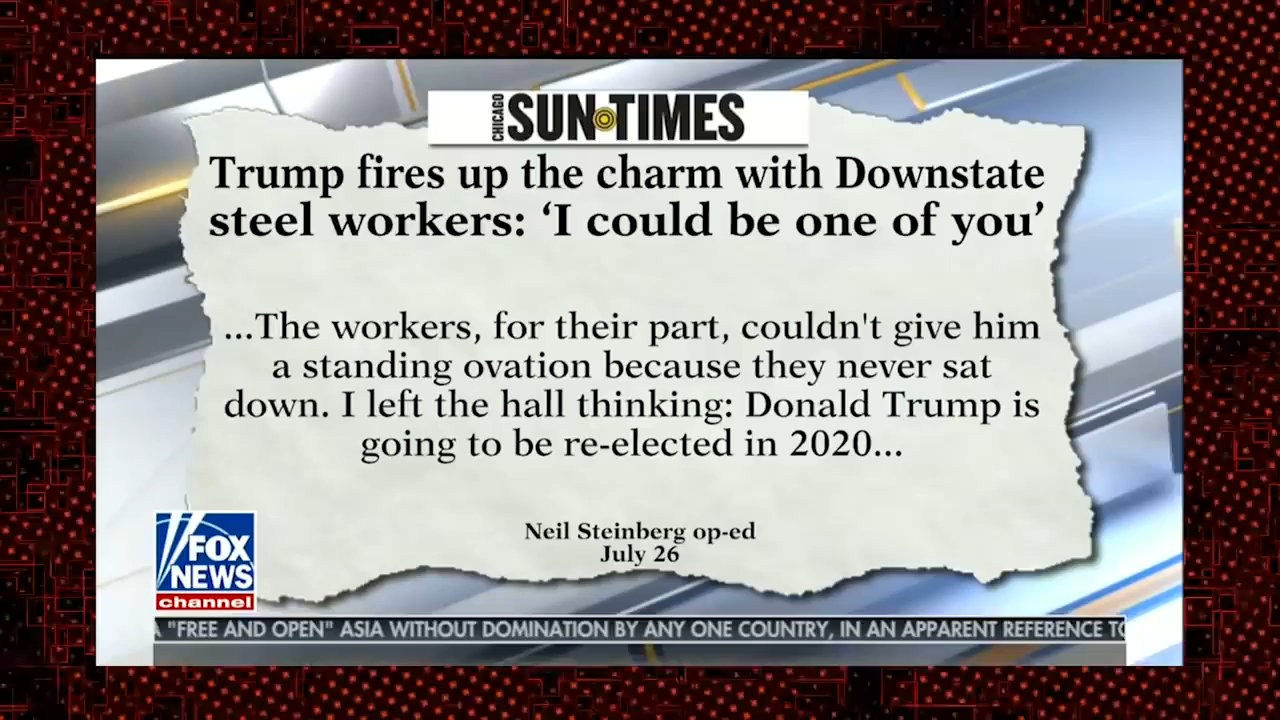 CHICAGO
SUN TIMES
Trump fires up the charm with Downstate
steel workers: ‘I could be one of you’
...The workers, for their part, couldn't give him
a standing ovation because they never sat
down. I left the hall thinking: Donald Trump is
going to be re-elected in 2020...
Neil Steinberg op-ed
July 26
FOX
NEWS
channel
"FREE AND OPEN" ASIA WITHOUT DOMINATION BY ANY ONE COUNTRY, IN AN APPARENT REFERENCE